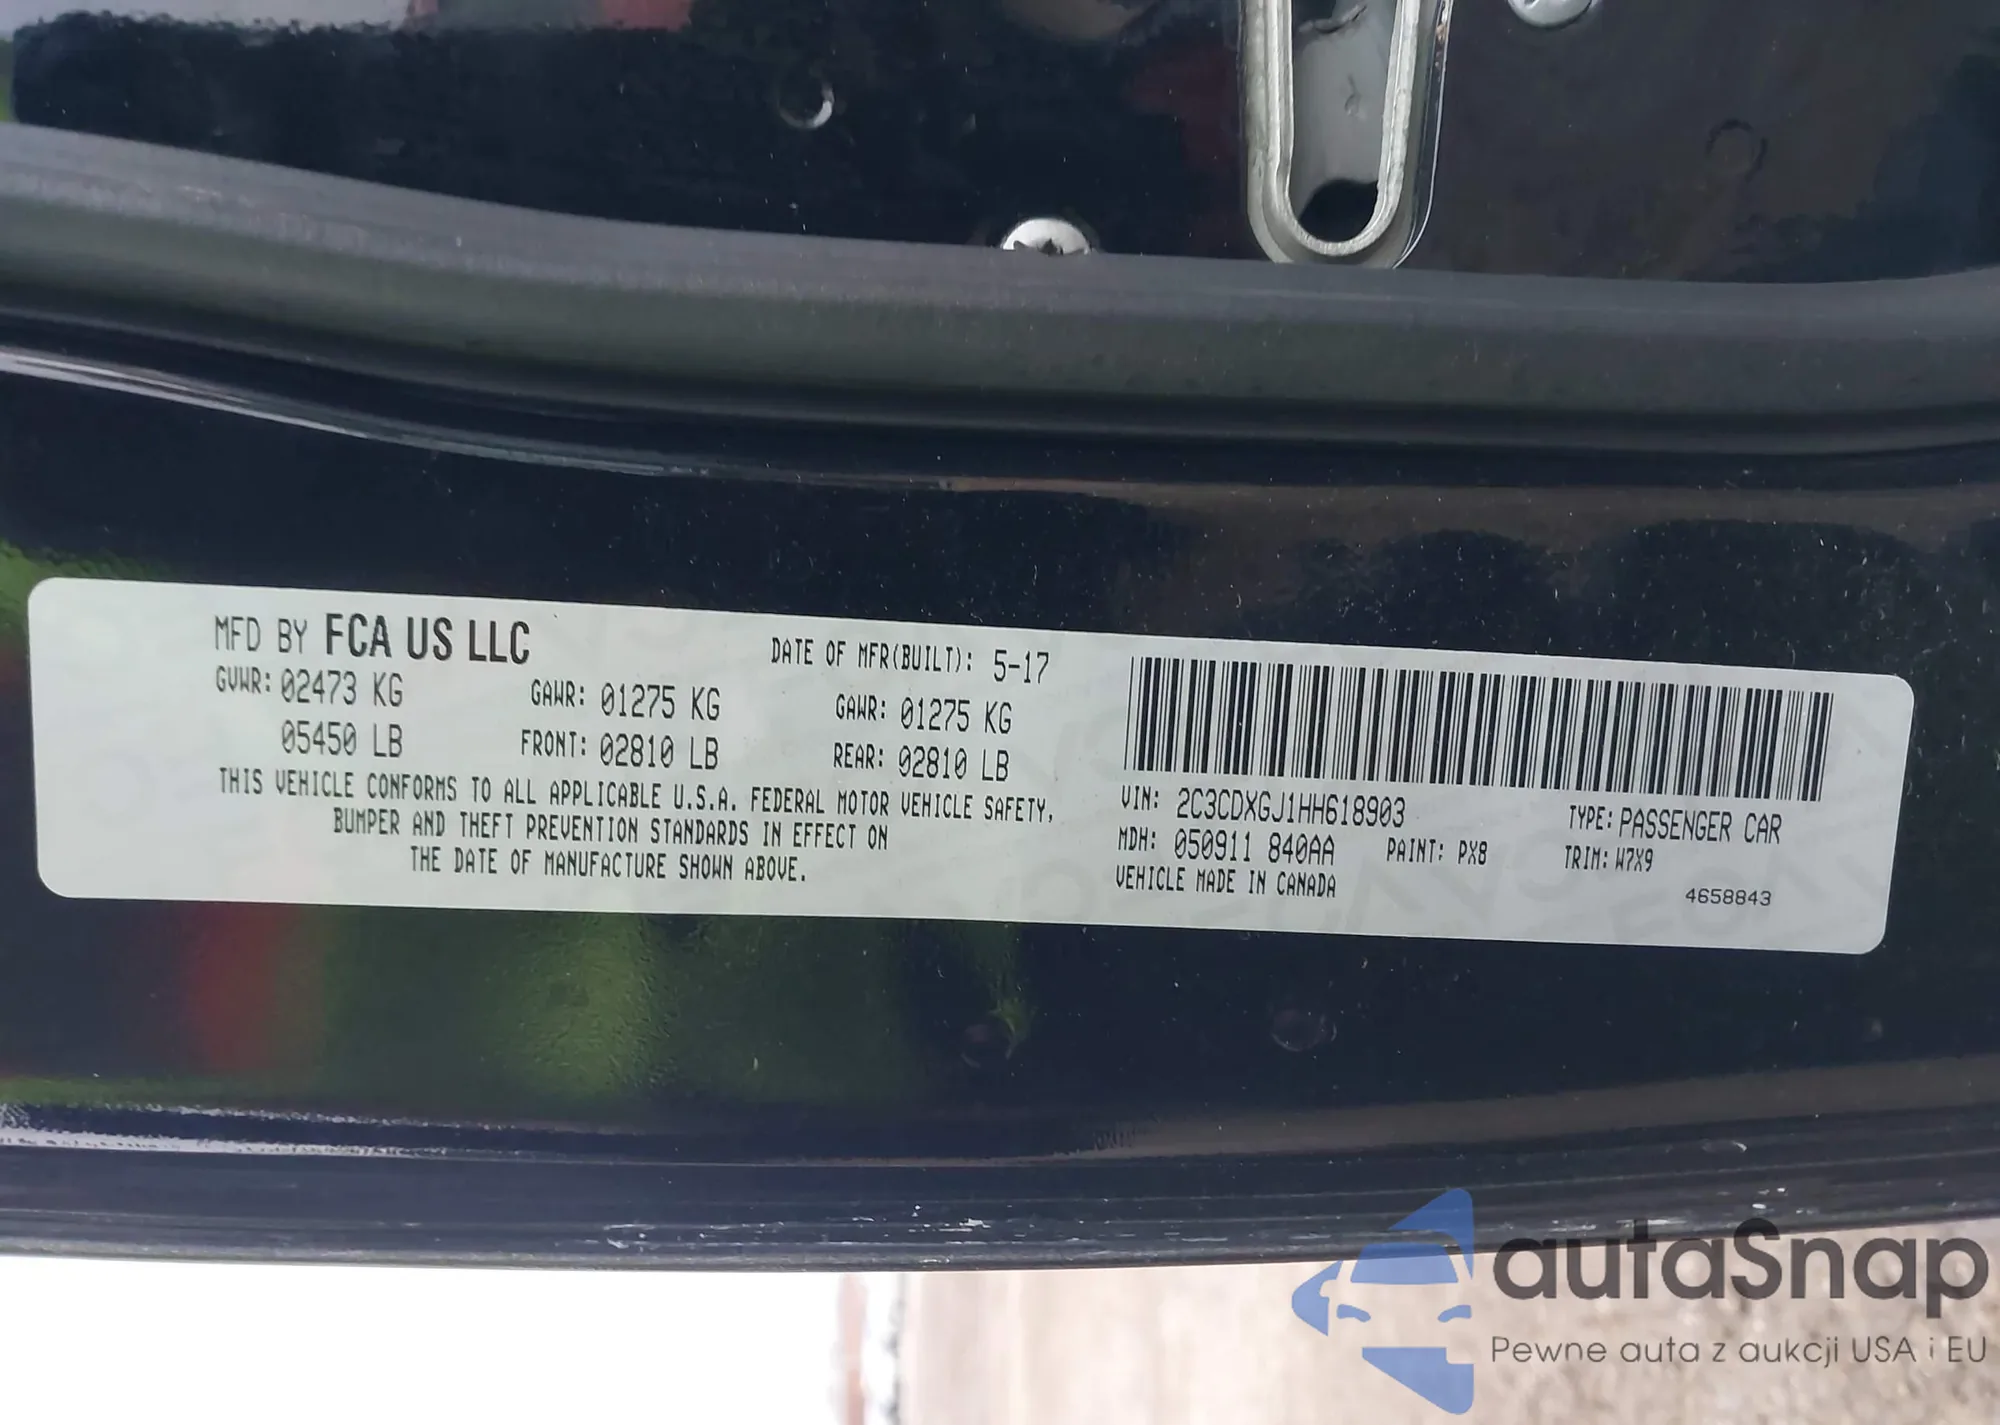 MFD BY FCA US LLC
DATE OF MFR(BUILT): 5-17
GVWR: 02473 KG
05450 LB
GAWR: 01275 KG
FRONT: 02810 LB
GAWR: 01275 KG
REAR: 02810 LB
THIS VEHICLE CONFORMS TO ALL APPLICABLE U.S.A. FEDERAL MOTOR VEHICLE SAFETY,
BUMPER AND THEFT PREVENTION STANDARDS IN EFFECT ON
THE DATE OF MANUFACTURE SHOWN ABOVE.
VIN: 2C3CDXGJ1HH618903
TYPE: PASSENGER CAR
MDH: 050911 840AA
PAINT: PX8
TRIM: W7X9
VEHICLE MADE IN CANADA
4658843
autaSnap
Pewne auta z aukcji USA i EU